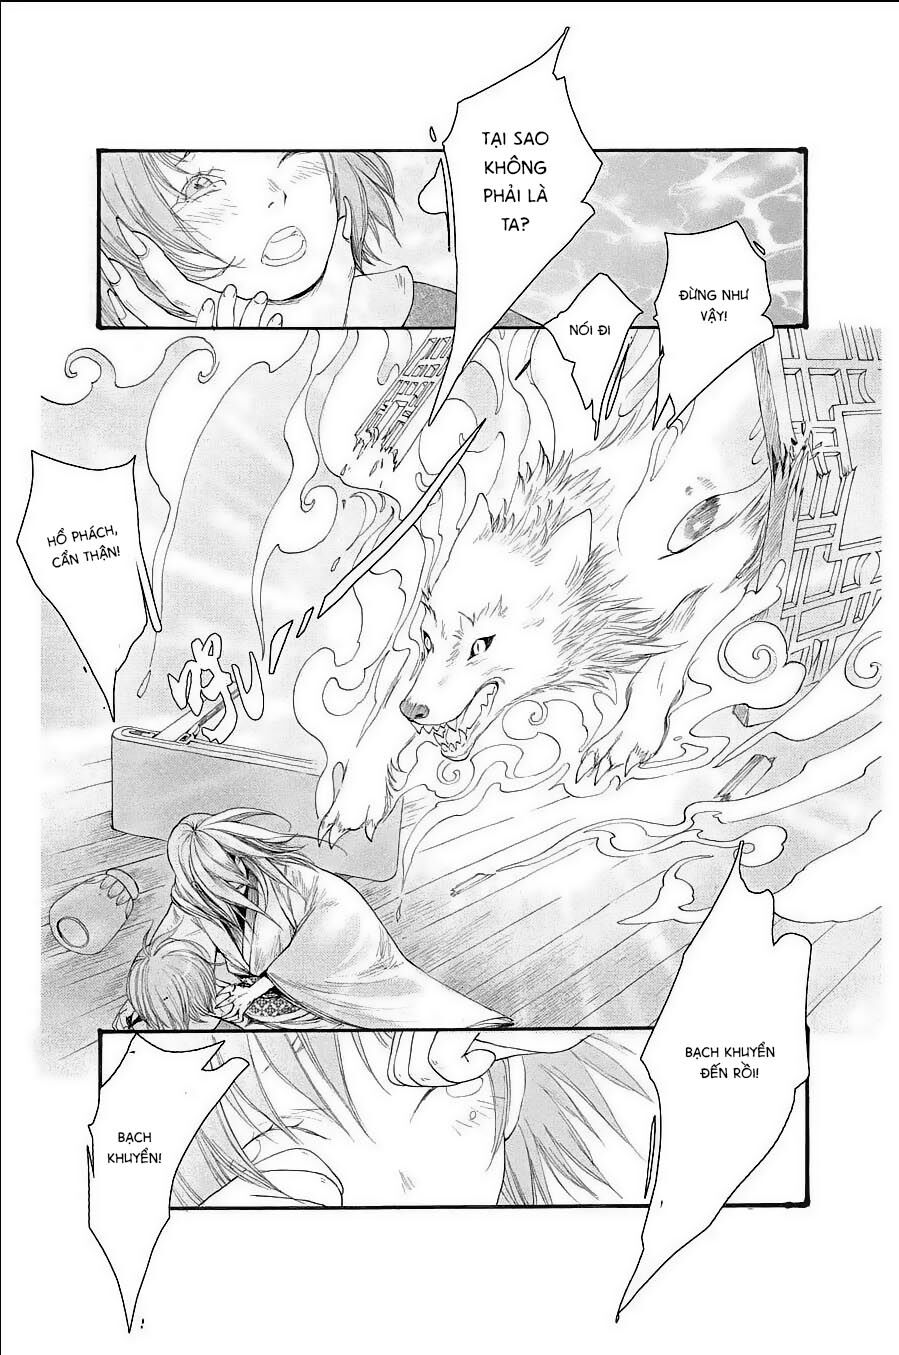 TẠI SAO
KHÔNG
PHẢI LÀ
TA?
ĐỪNG NHƯ
VẬY!
NÓI ĐI
HỔ PHÁCH,
CẨN THẬN!
BẠCH KHUYỂN
ĐẾN RỒI!
BẠCH
KHUYỂN!